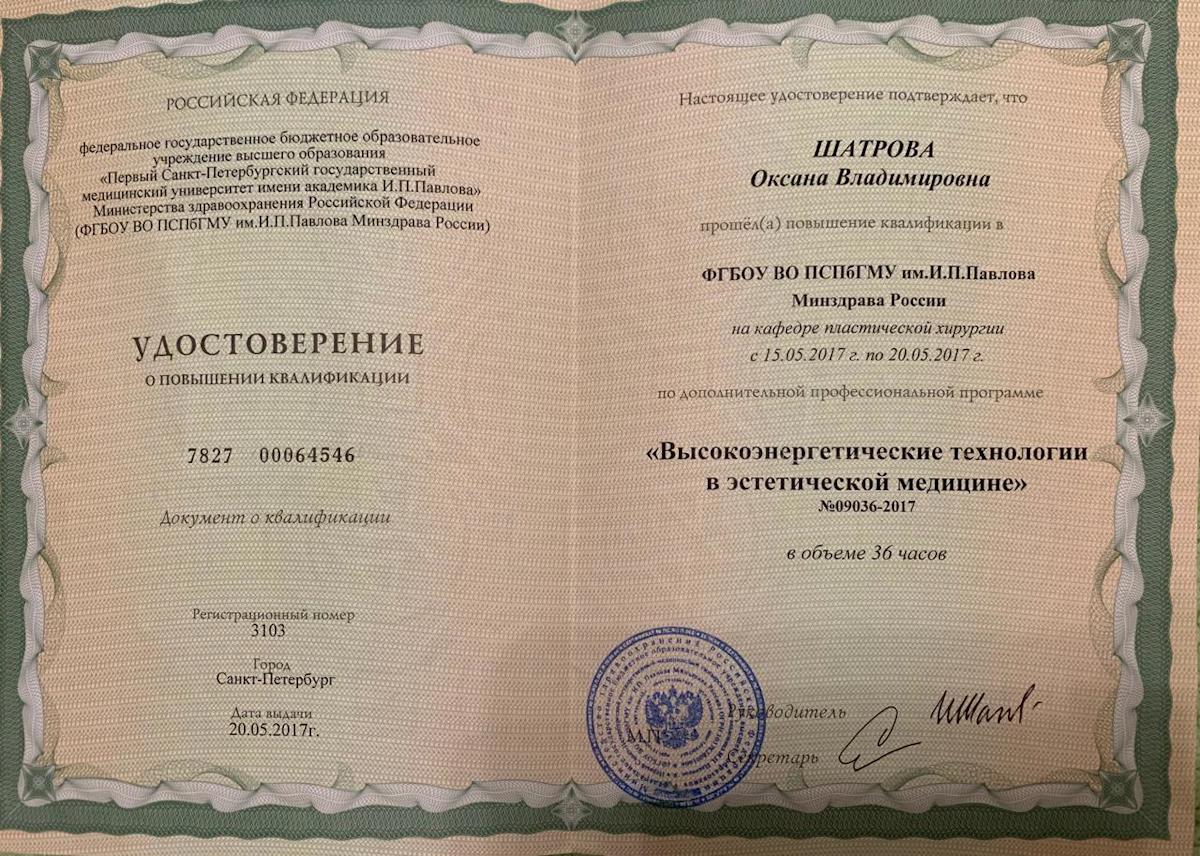 РОССИЙСКАЯ ФЕДЕРАЦИЯ
федеральное государственное бюджетное образовательное
учреждение высшего образования
«Первый Санкт-Петербургский государственный
медицинский университет имени академика И.П.Павлова»
Министерства здравоохранения Российской Федерации
(ФГБОУ ВО ПСПбГМУ им.И.П.Павлова Минздрава России)
УДОСТОВЕРЕНИЕ
О ПОВЫШЕНИИ КВАЛИФИКАЦИИ
7827 00064546
Документ о квалификации
Регистрационный номер
3103
Город
Санкт-Петербург
Дата выдачи
20.05.2017г.
Настоящее удостоверение подтверждает, что
ШАТРОВА
Оксана Владимировна
прошёл(а) повышение квалификации в
ФГБОУ ВО ПСПбГМУ им.И.П.Павлова
Минздрава России
на кафедре пластической хирургии
с 15.05.2017 г. по 20.05.2017 г.
по дополнительной профессиональной программе
«Высокоэнергетические технологии
в эстетической медицине»
№09036-2017
в объеме 36 часов
Руководитель
М.П.
Секретарь